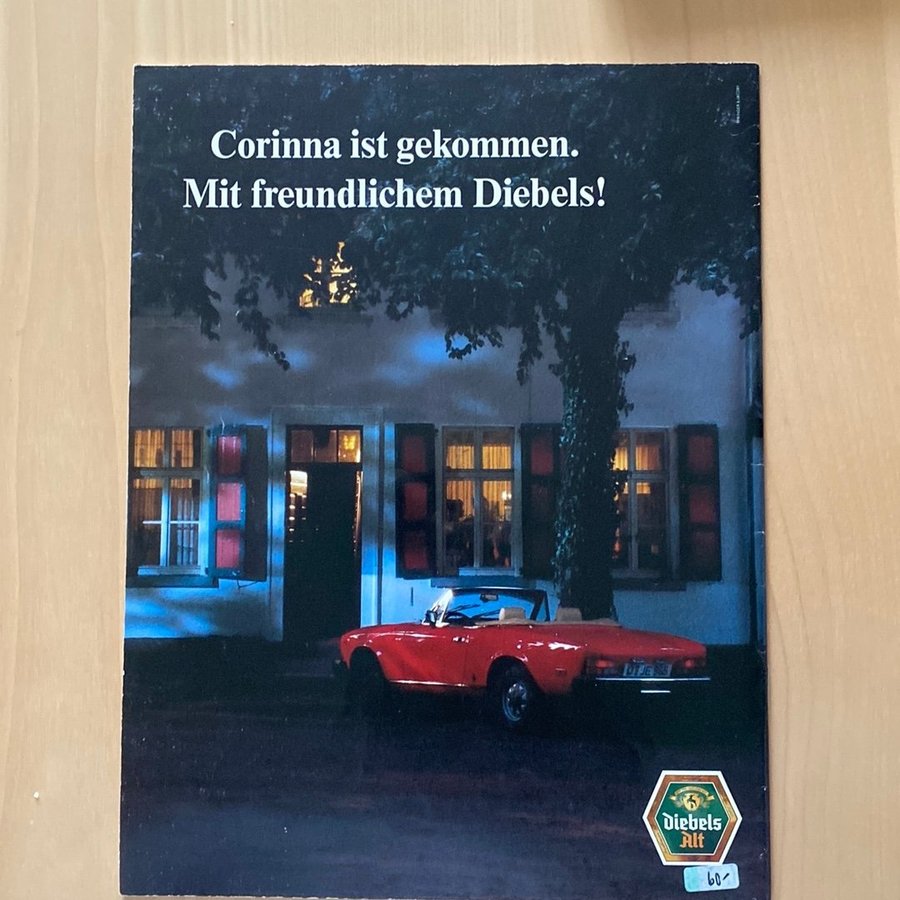 Corinna ist gekommen.
Mit freundlichem Diebels!
Diebels
Alt
60,-